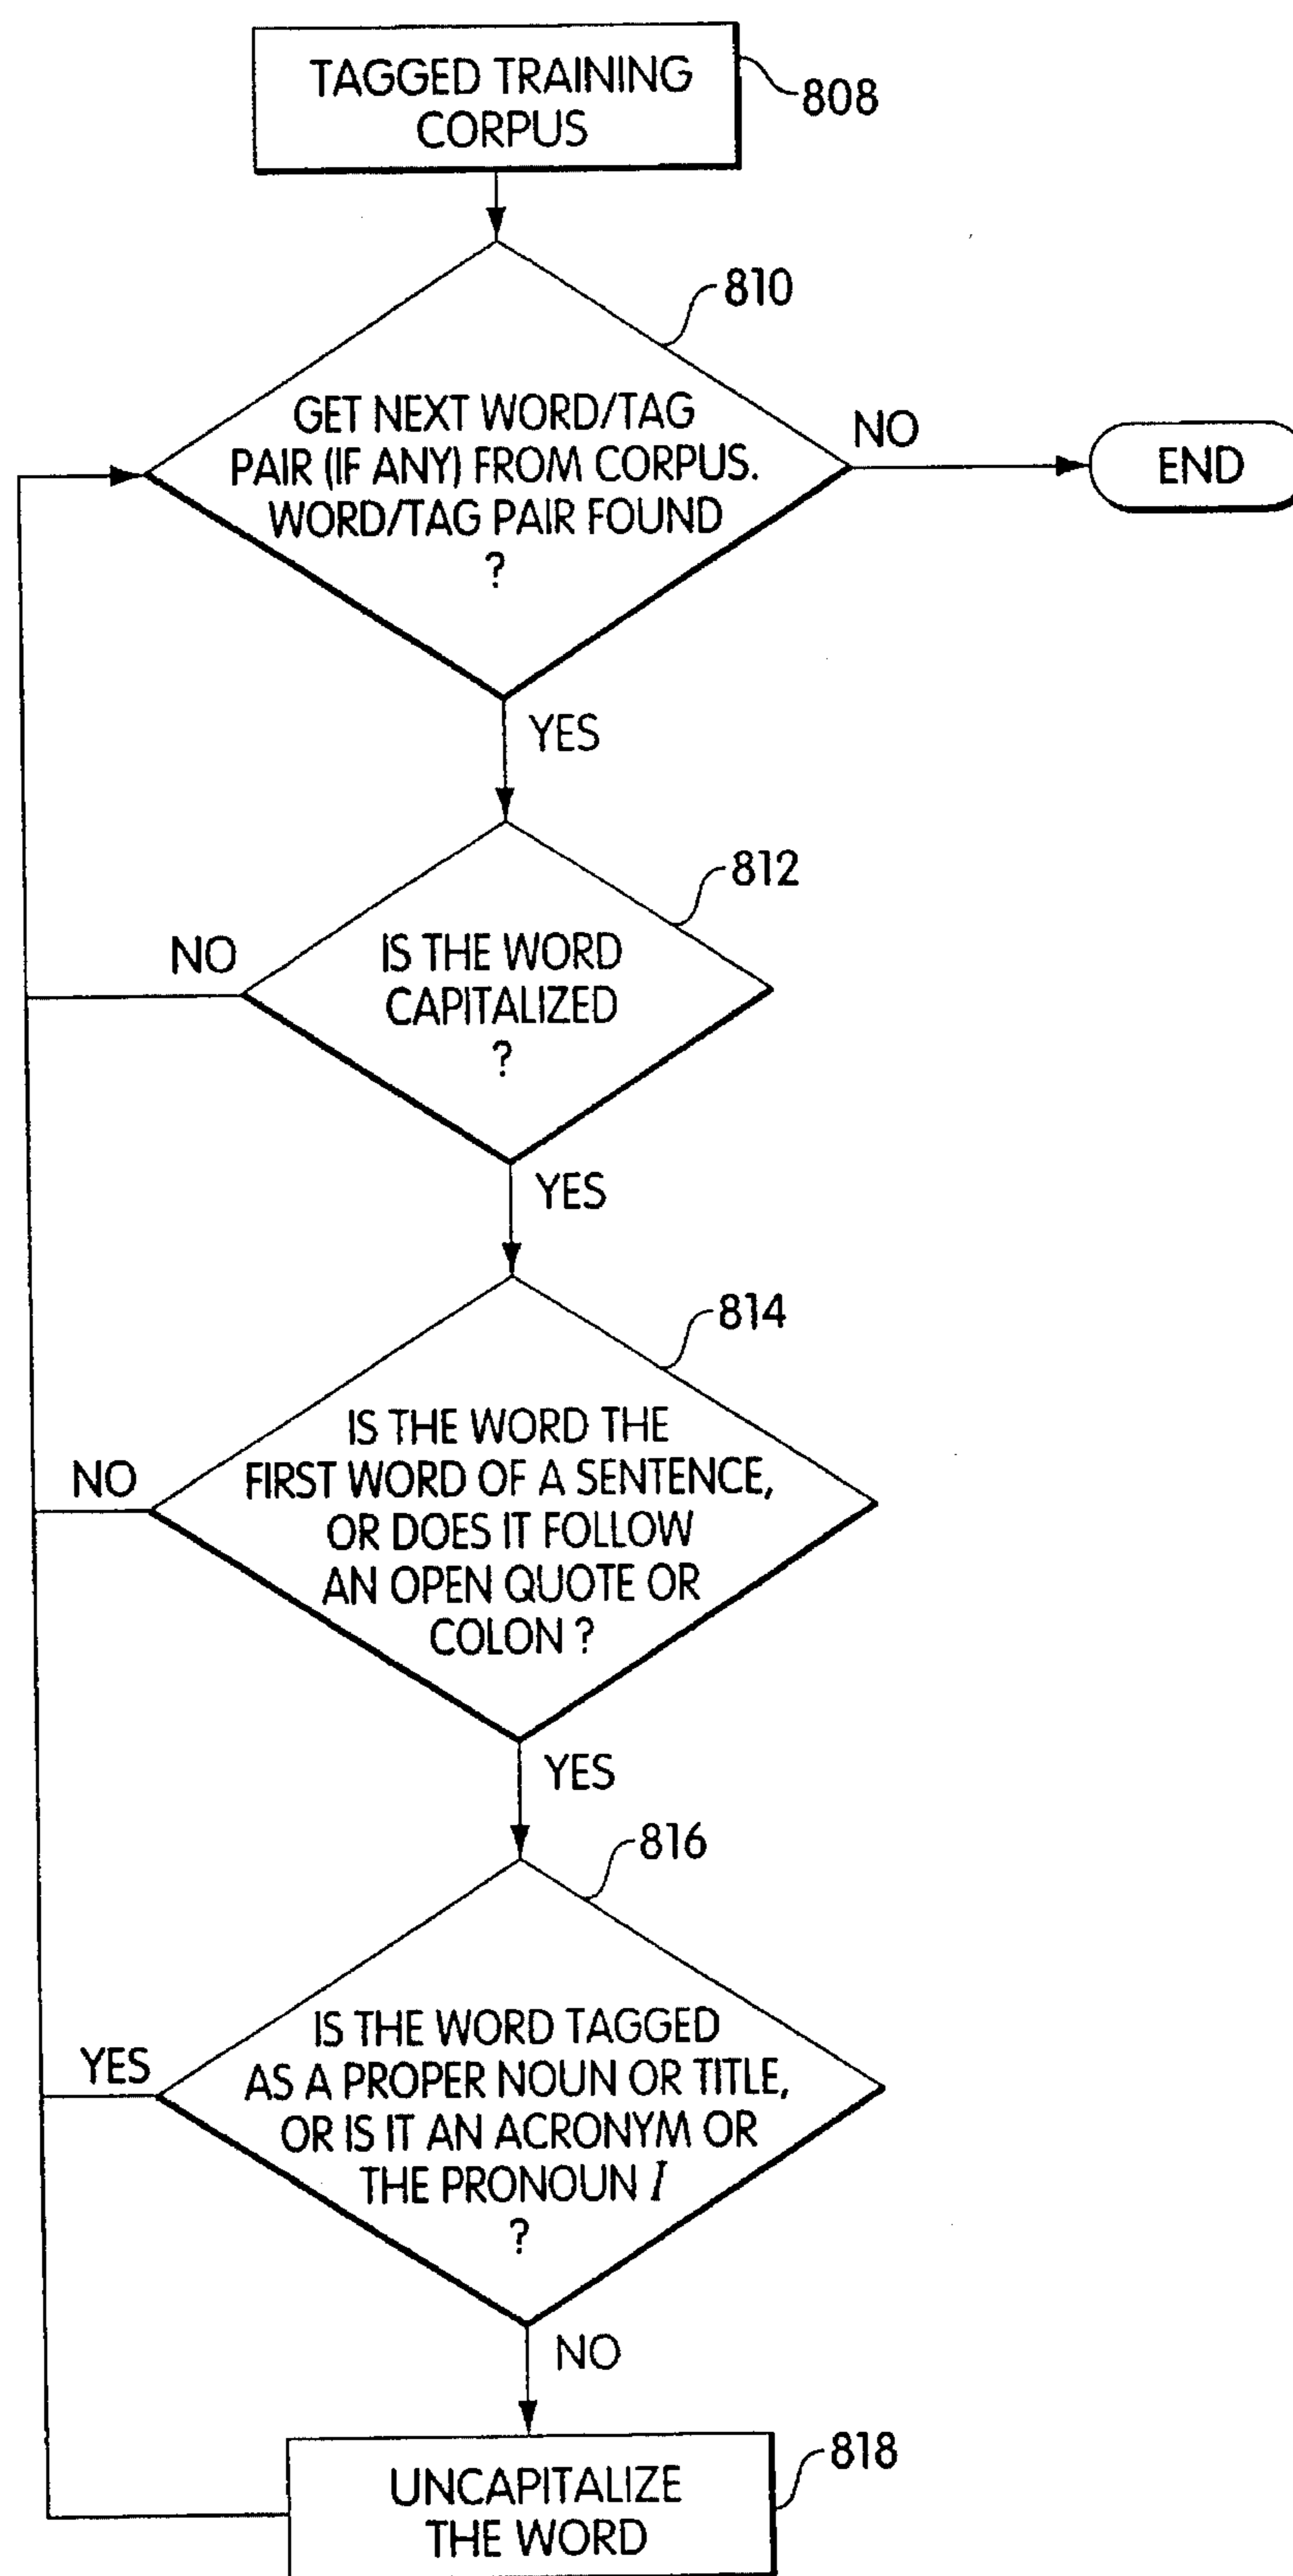 TAGGED TRAINING
CORPUS
808
810
GET NEXT WORD/TAG
PAIR (IF ANY) FROM CORPUS.
WORD/TAG PAIR FOUND
?
NO
END
YES
812
IS THE WORD
CAPITALIZED
?
NO
YES
814
IS THE WORD THE
FIRST WORD OF A SENTENCE,
OR DOES IT FOLLOW
AN OPEN QUOTE OR
COLON ?
NO
YES
816
IS THE WORD TAGGED
AS A PROPER NOUN OR TITLE,
OR IS IT AN ACRONYM OR
THE PRONOUN I
?
YES
NO
818
UNCAPITALIZE
THE WORD